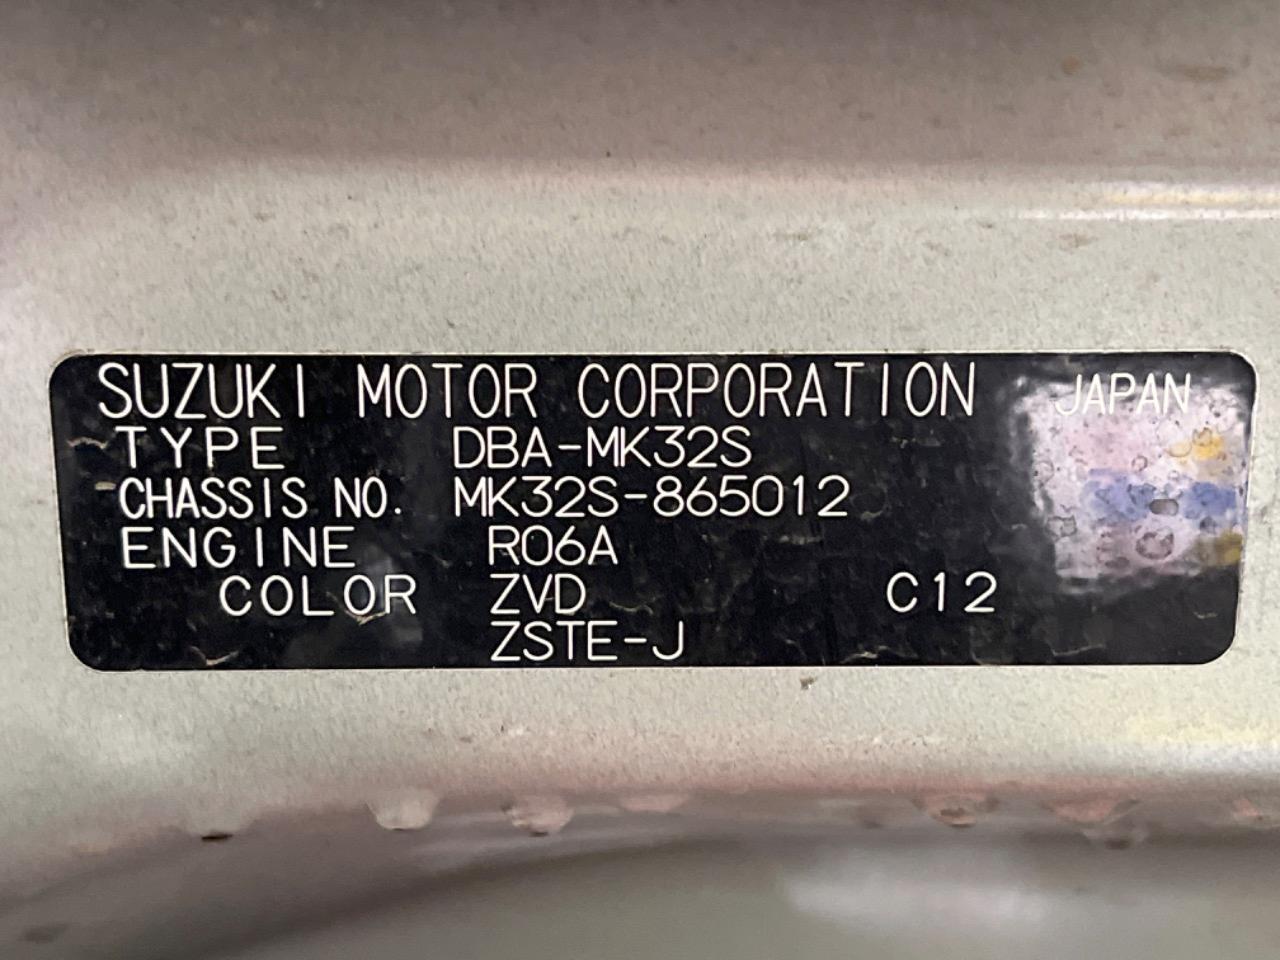 SUZUKI MOTOR CORPORATION JAPAN
TYPE DBA-MK32S
CHASSIS NO. MK32S-865012
ENGINE R06A
COLOR ZVD C12
ZSTE-J